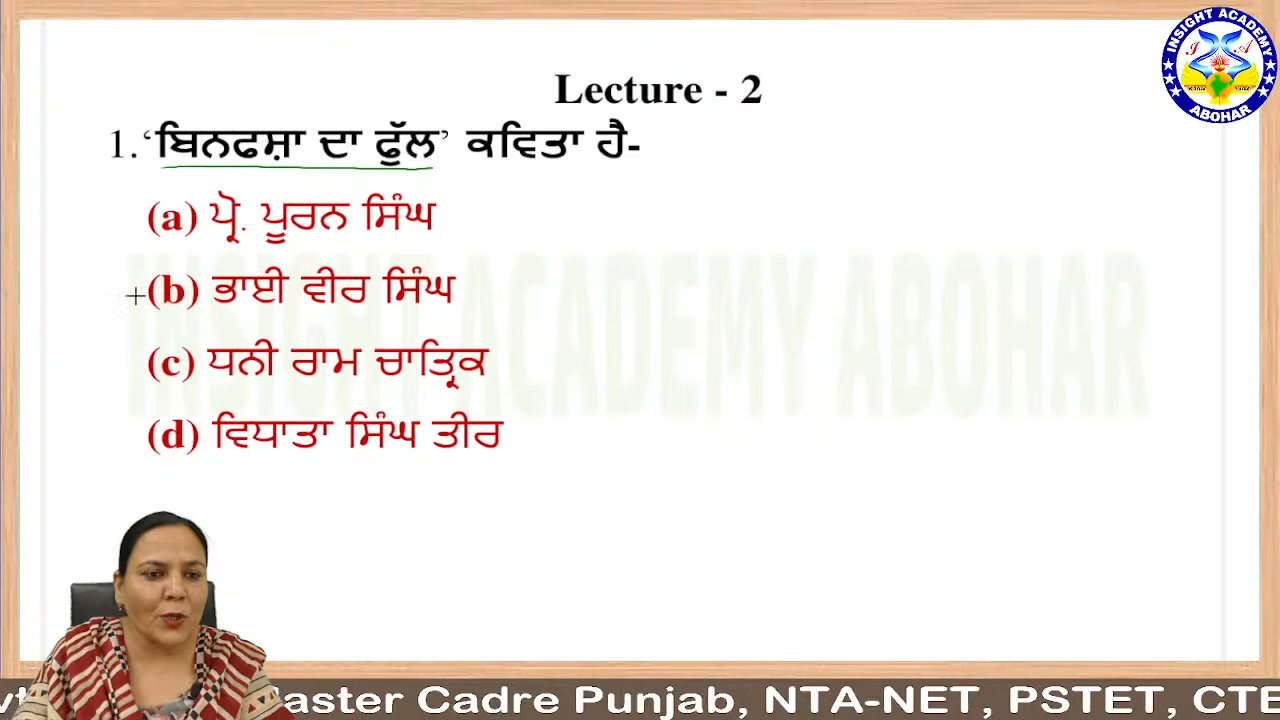 INSIGHT ACADEMY
ABOHAR
Lecture - 2
1.‘ਬਿਨਫਸ਼ਾ ਦਾ ਫੁੱਲ’ ਕਵਿਤਾ ਹੈ-
(a) ਪ੍ਰੋ. ਪੂਰਨ ਸਿੰਘ
(b) ਭਾਈ ਵੀਰ ਸਿੰਘ
(c) ਧਨੀ ਰਾਮ ਚਾਤ੍ਰਿਕ
(d) ਵਿਧਾਤਾ ਸਿੰਘ ਤੀਰ
INSIGHT ACADEMY ABOHAR
Master Cadre Punjab, NTA-NET, PSTET, CTE